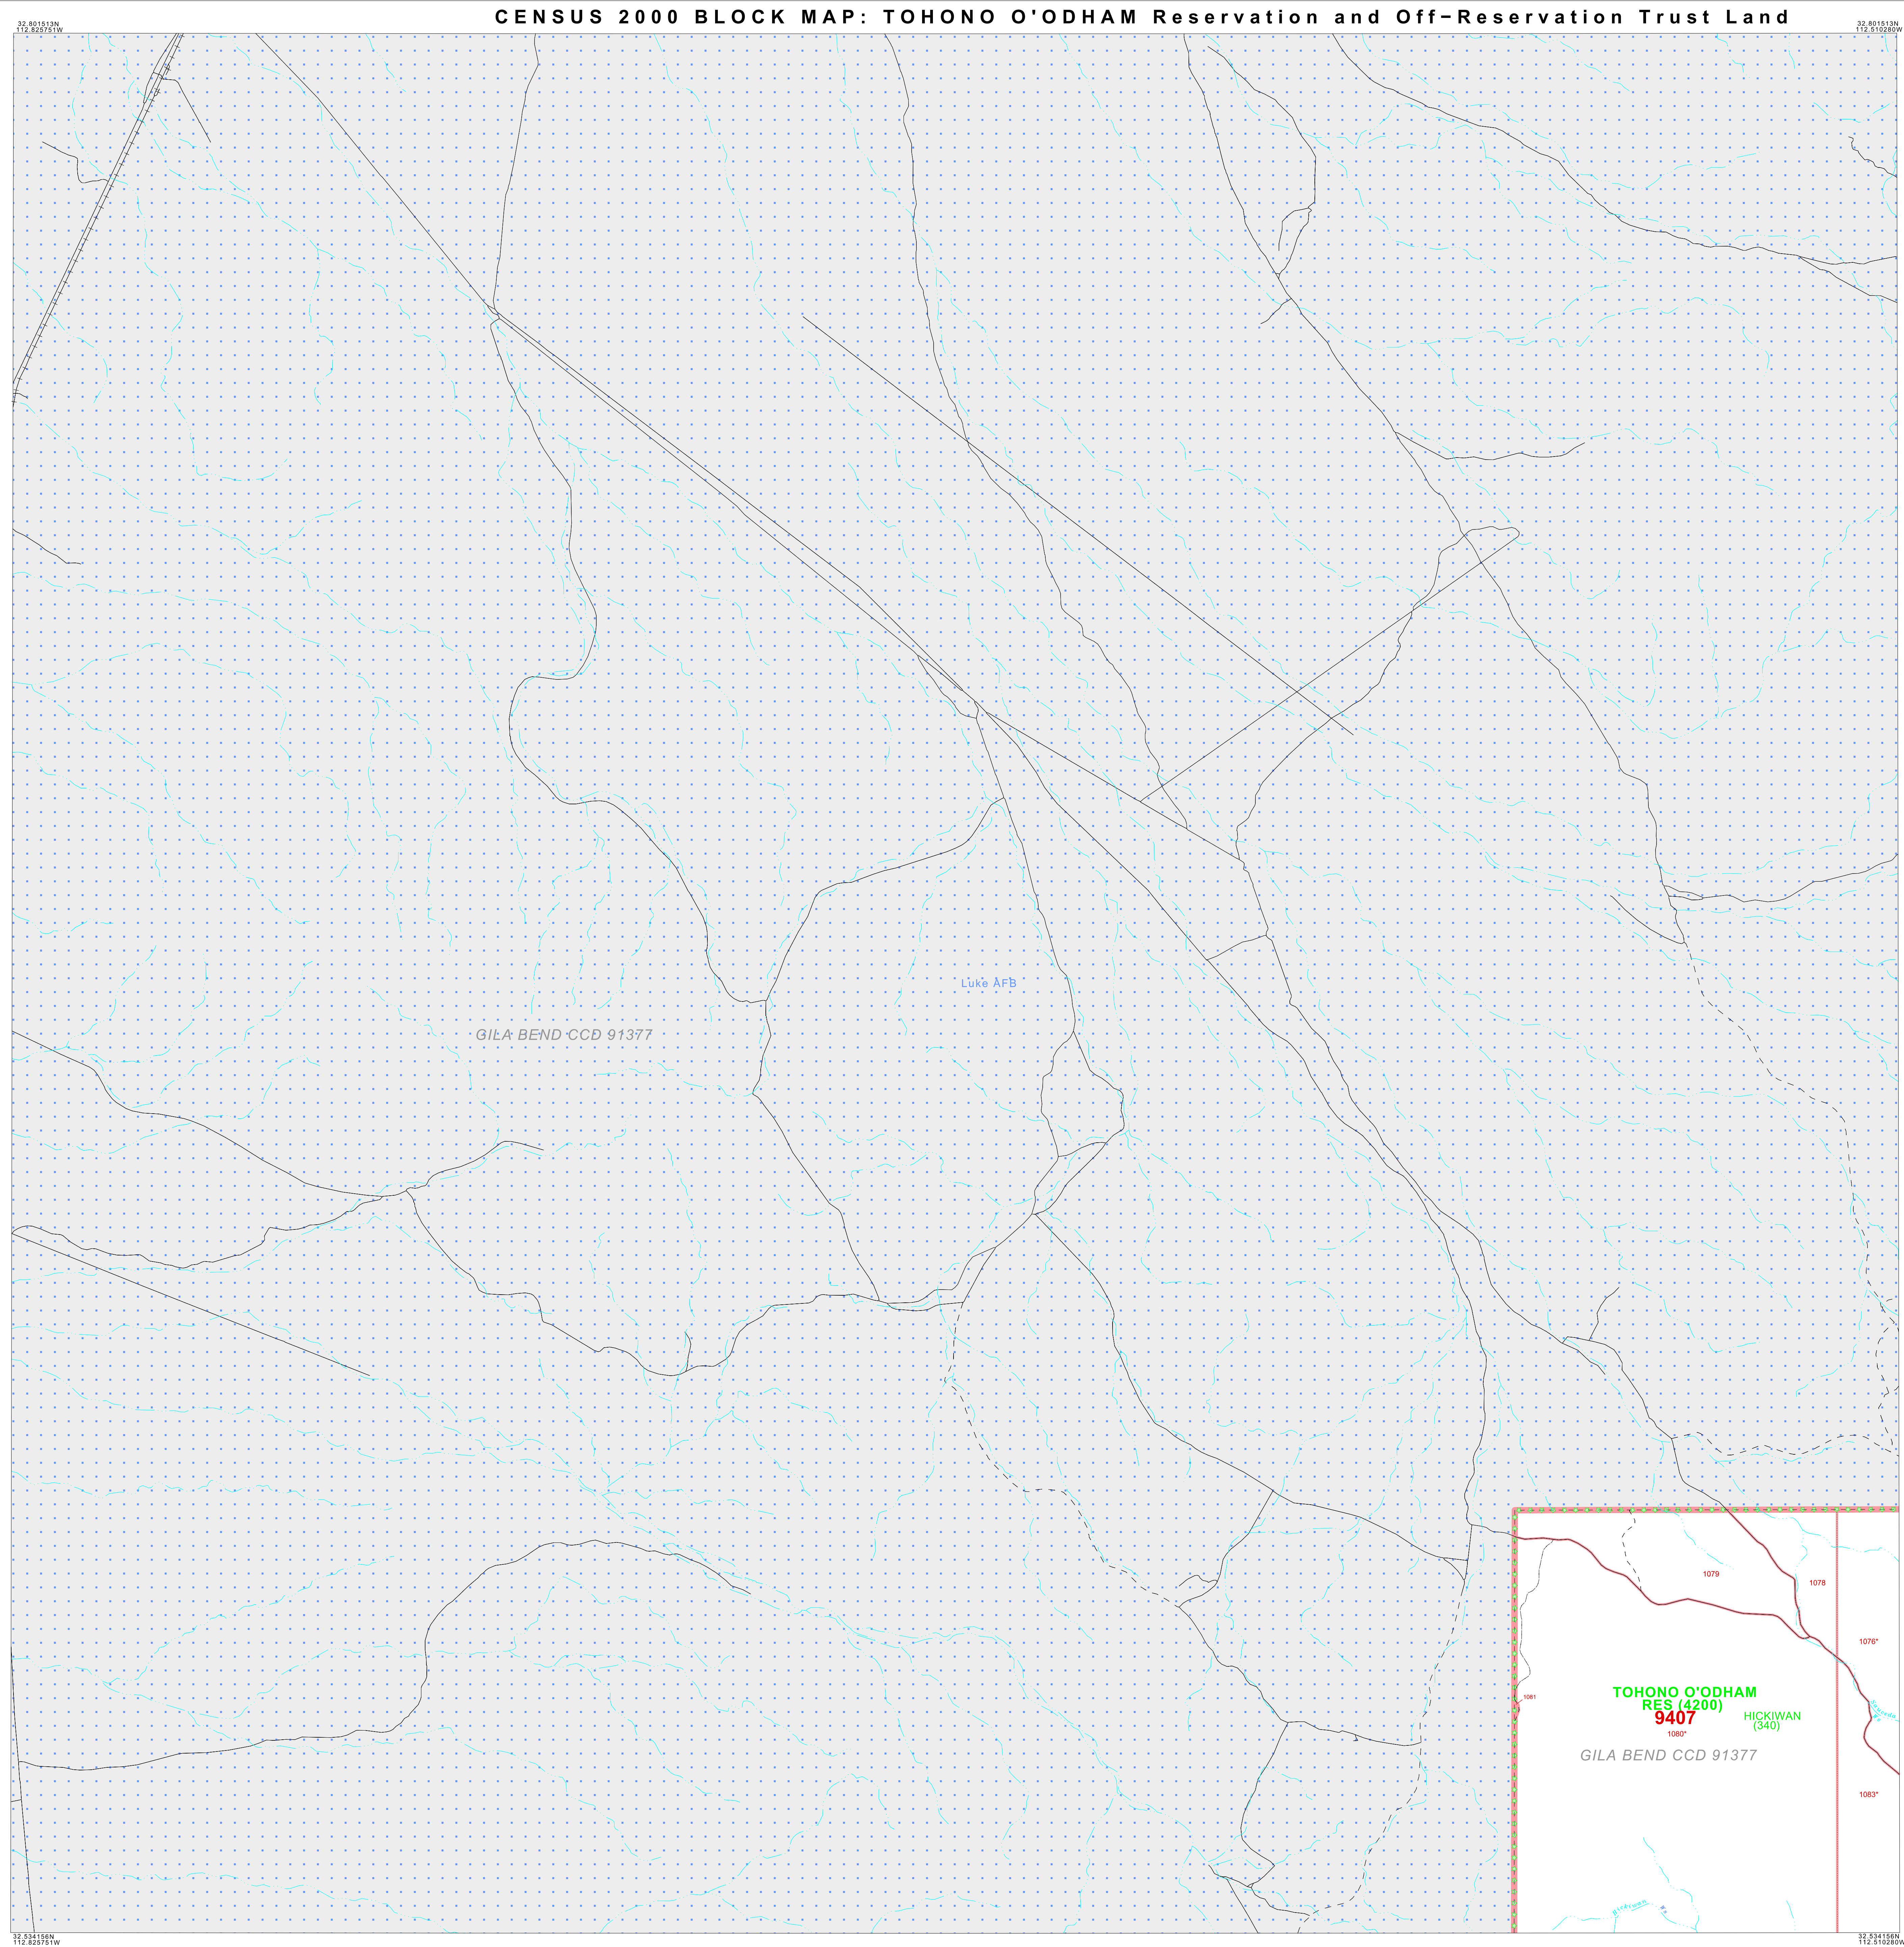 CENSUS 2000 BLOCK MAP: TOHONO O'ODHAM Reservation and Off-Reservation Trust Land
32.801513N
112.825751W
32.801513N
112.510280W
Luke AFB
GILA BEND CCD 91377
1079
1078
1076*
1081
TOHONO O'ODHAM
RES (4200)
9407
1080*
HICKIWAN
(340)
GILA BEND CCD 91377
1083*
32.534156N
112.825751W
32.534156N
112.510280W